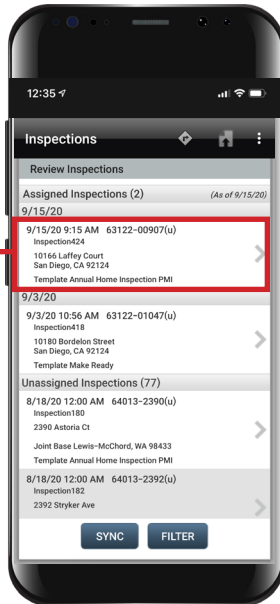 12:35
Inspections
Review Inspections
Assigned Inspections (2) (As of 9/15/20)
9/15/20
9/15/20 9:15 AM 63122-00907(u)
Inspection424
10166 Laffey Court
San Diego, CA 92124
Template Annual Home Inspection PMI
9/3/20
9/3/20 10:56 AM 63122-01047(u)
Inspection418
10180 Bordelon Street
San Diego, CA 92124
Template Make Ready
Unassigned Inspections (77)
8/18/20 12:00 AM 64013-2390(u)
Inspection180
2390 Astoria Ct
Joint Base Lewis-McChord, WA 98433
Template Annual Home Inspection PMI
8/18/20 12:00 AM 64013-2392(u)
Inspection182
2392 Stryker Ave
SYNC FILTER